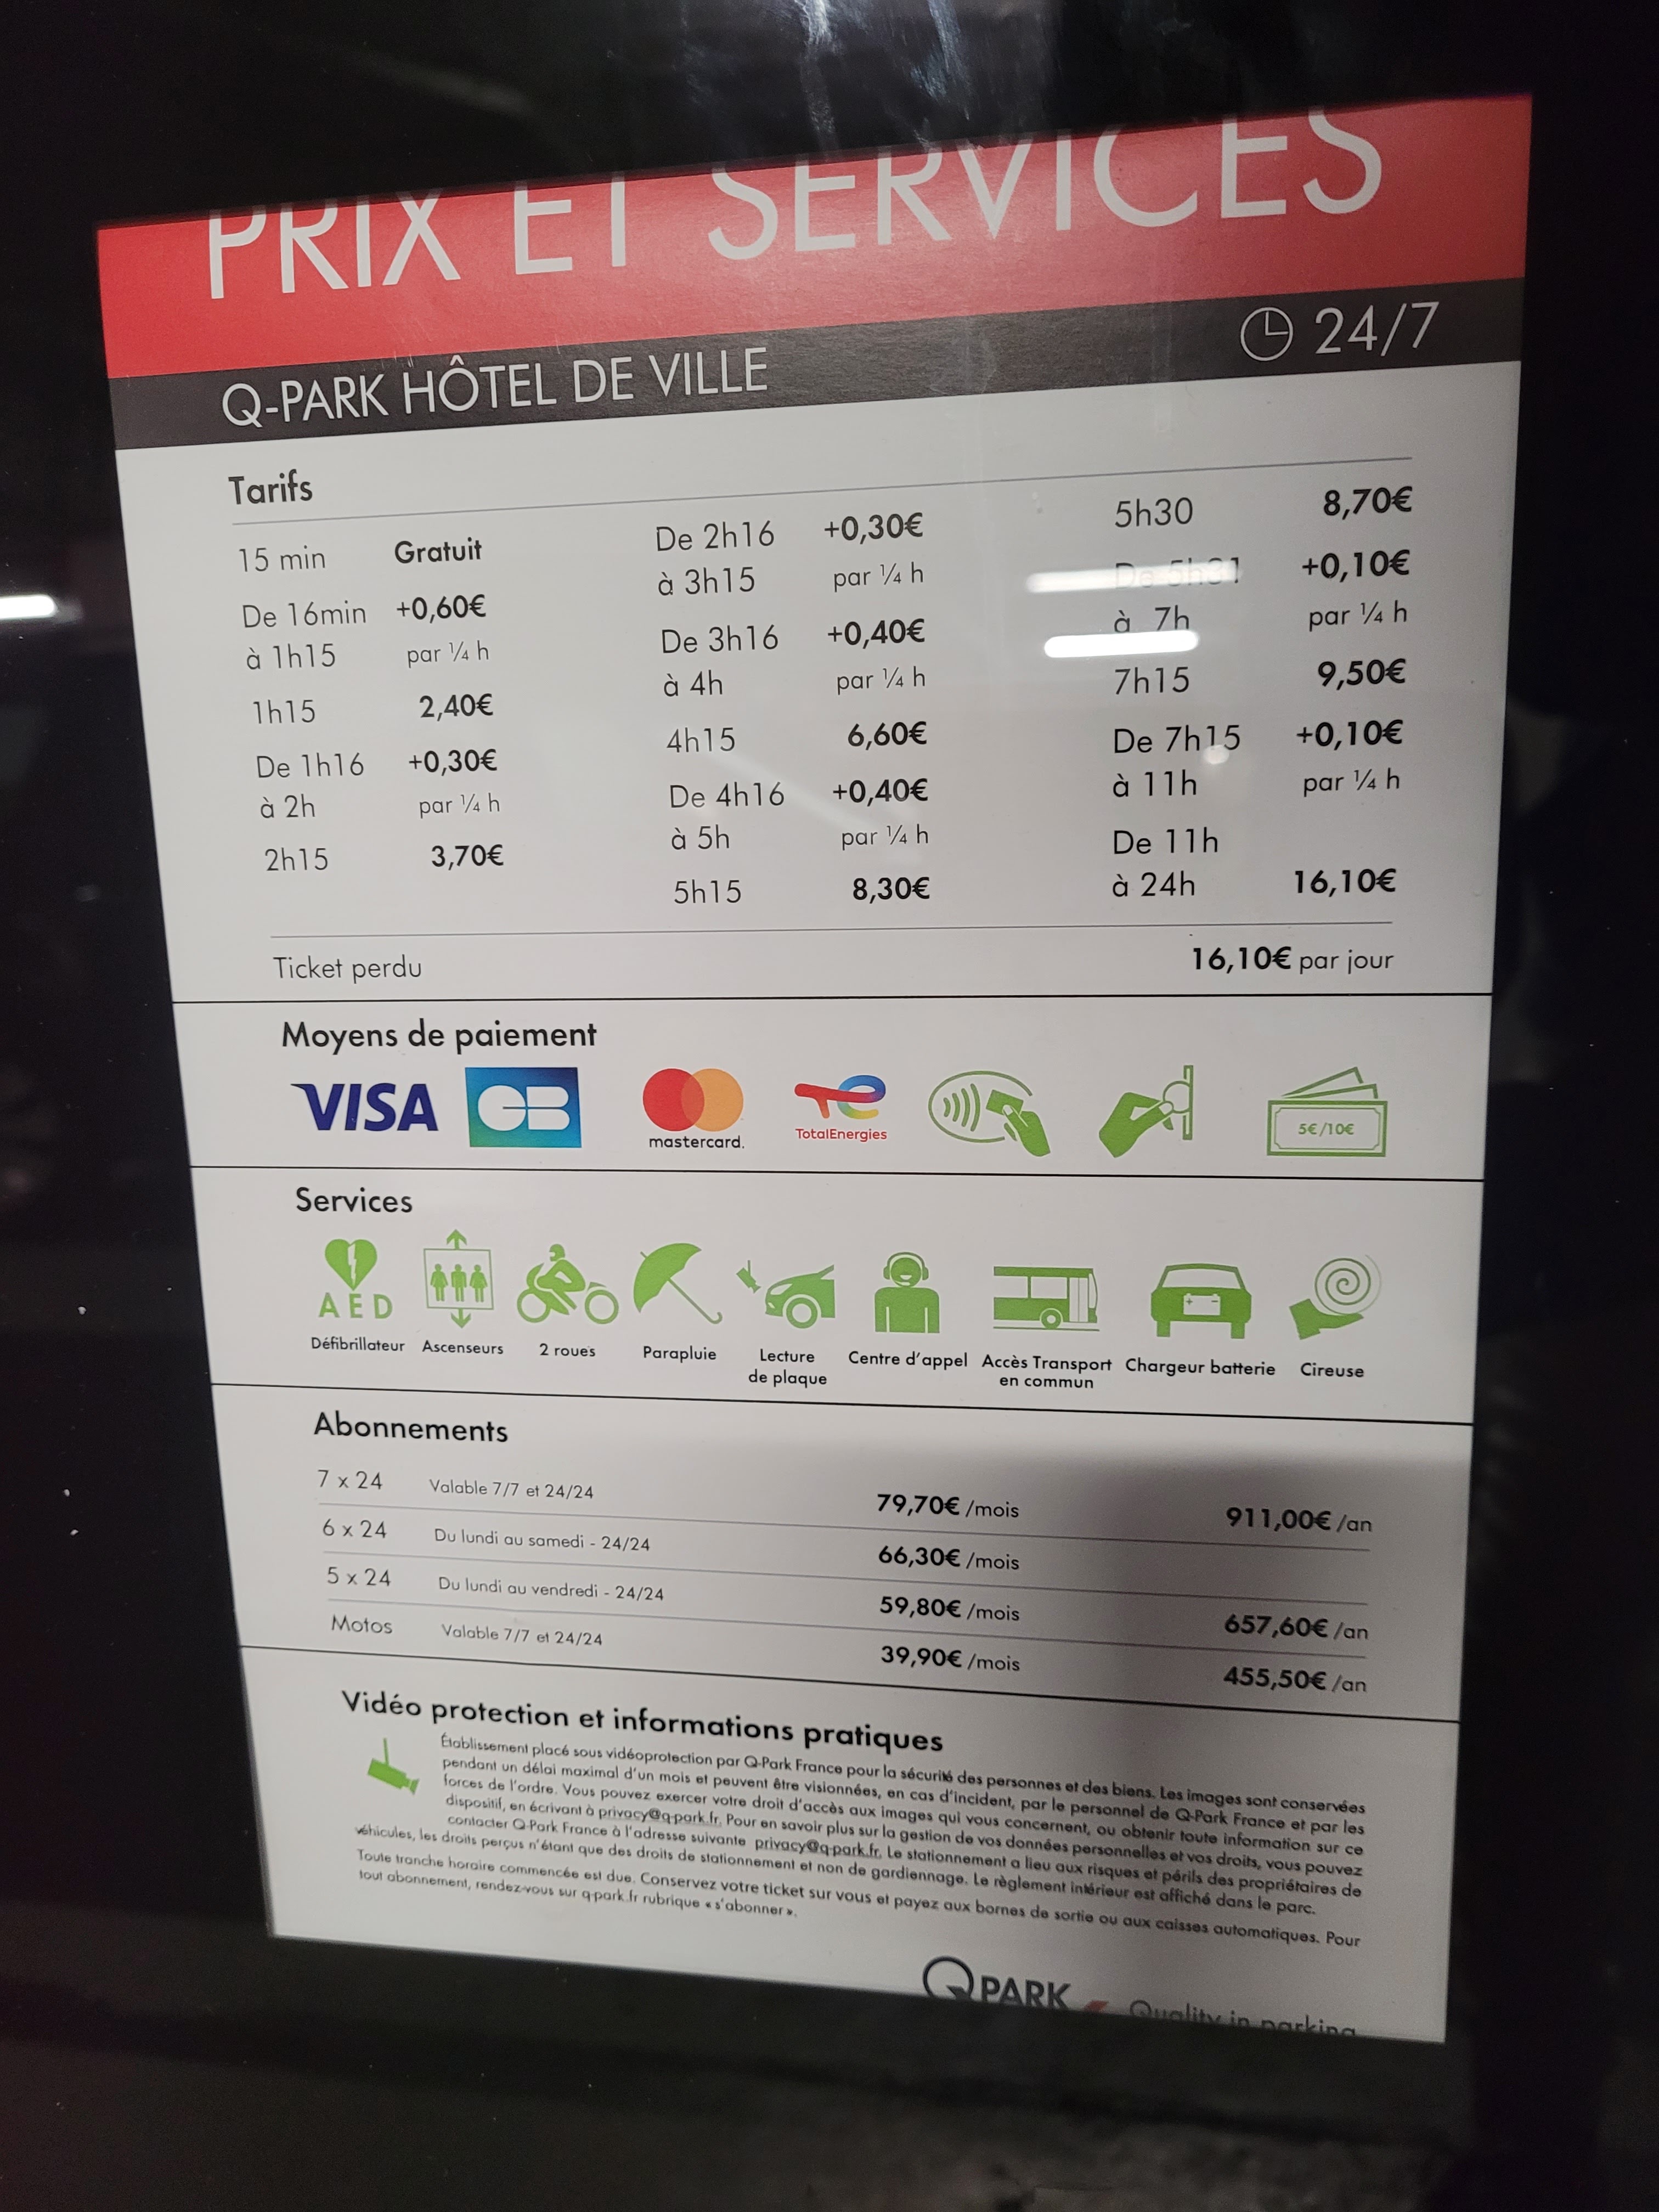 PRIX ET SERVICES
Q-PARK HÔTEL DE VILLE
24/7
Tarifs
15 min Gratuit
De 16min +0,60€
à 1h15 par ¼ h
1h15 2,40€
De 1h16 +0,30€
à 2h par ¼ h
2h15 3,70€
De 2h16 +0,30€
à 3h15 par ¼ h
De 3h16 +0,40€
à 4h par ¼ h
4h15 6,60€
De 4h16 +0,40€
à 5h par ¼ h
5h15 8,30€
5h30 8,70€
De 5h31 +0,10€
à 7h par ¼ h
7h15 9,50€
De 7h15 +0,10€
à 11h par ¼ h
De 11h
à 24h 16,10€
Ticket perdu 16,10€ par jour
Moyens de paiement
VISA CB mastercard. TotalEnergies 5€/10€
Services
AED
Défibrillateur
Ascenseurs
2 roues
Parapluie
Lecture
de plaque
Centre d'appel
Accès Transport
en commun
Chargeur batterie
Cireuse
Abonnements
7 x 24 Valable 7/7 et 24/24 79,70€ /mois 911,00€ /an
6 x 24 Du lundi au samedi - 24/24 66,30€ /mois
5 x 24 Du lundi au vendredi - 24/24 59,80€ /mois 657,60€ /an
Motos Valable 7/7 et 24/24 39,90€ /mois 455,50€ /an
Vidéo protection et informations pratiques
Établissement placé sous vidéoprotection par Q-Park France pour la sécurité des personnes et des biens. Les images sont conservées
pendant un délai maximal d'un mois et peuvent être visionnées, en cas d'incident, par le personnel de Q-Park France et par les
forces de l'ordre. Vous pouvez exercer votre droit d'accès aux images qui vous concernent, ou obtenir toute information sur ce
dispositif, en écrivant à privacy@q-park.fr. Pour en savoir plus sur la gestion de vos données personnelles et vos droits, vous pouvez
contacter Q-Park France à l'adresse suivante privacy@q-park.fr. Le stationnement a lieu aux risques et périls des propriétaires de
véhicules, les droits perçus n'étant que des droits de stationnement et non de gardiennage. Le règlement intérieur est affiché dans le parc.
Toute tranche horaire commencée est due. Conservez votre ticket sur vous et payez aux bornes de sortie ou aux caisses automatiques. Pour
tout abonnement, rendez-vous sur q-park.fr rubrique « s'abonner ».
Q PARK Quality in parking